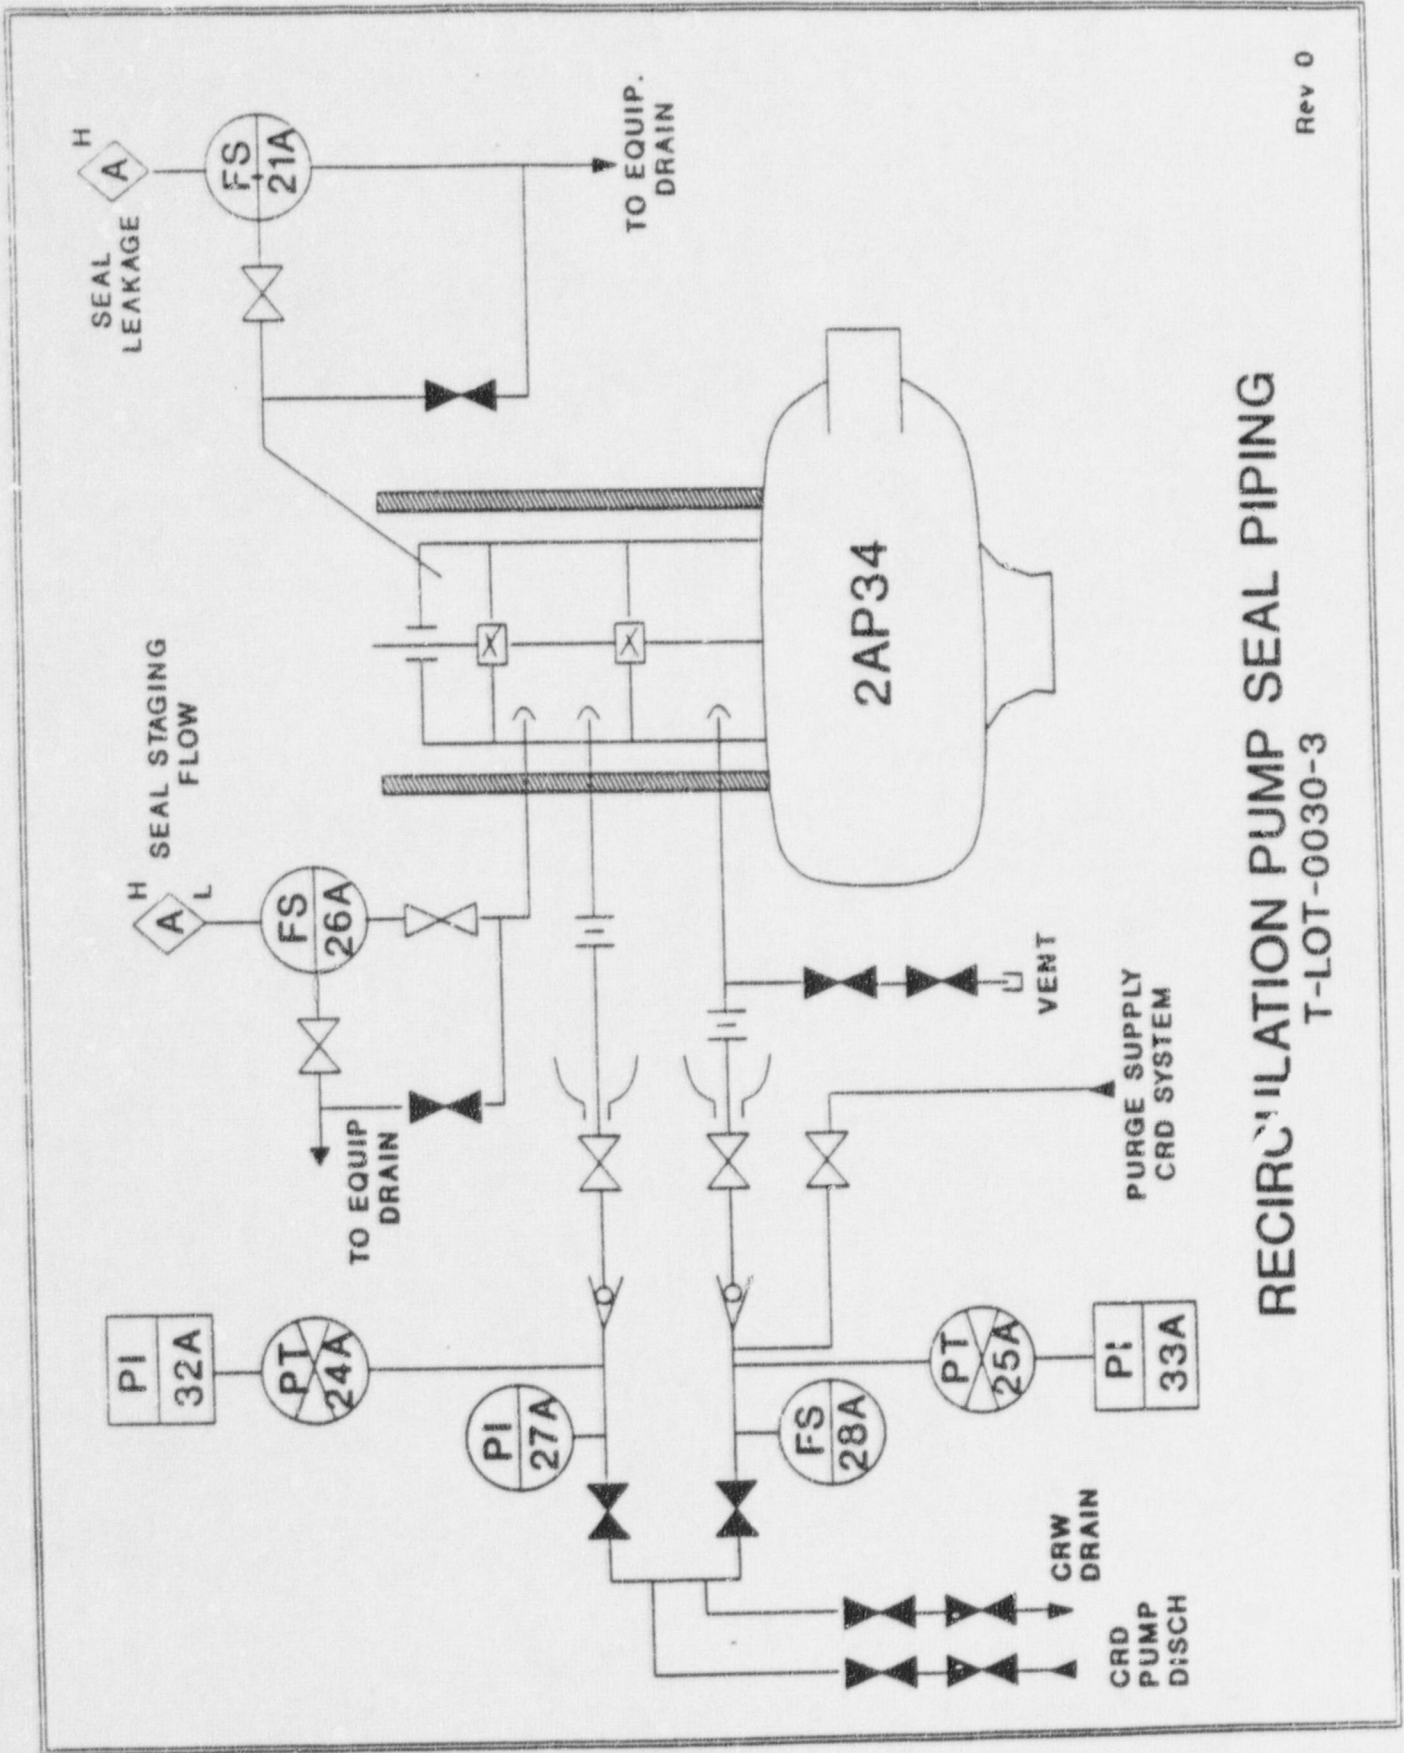 SEAL STAGING
FLOW
H
A
L
FS
26A
TO EQUIP
DRAIN
SEAL
LEAKAGE
H
A
FS
21A
TO EQUIP.
DRAIN
PI
32A
PT
24A
PI
27A
FS
28A
PT
25A
PI
33A
2AP34
VENT
PURGE SUPPLY
CRD SYSTEM
CRW
DRAIN
CRD
PUMP
DISCH
RECIRCULATION PUMP SEAL PIPING
T-LOT-0030-3
Rev 0